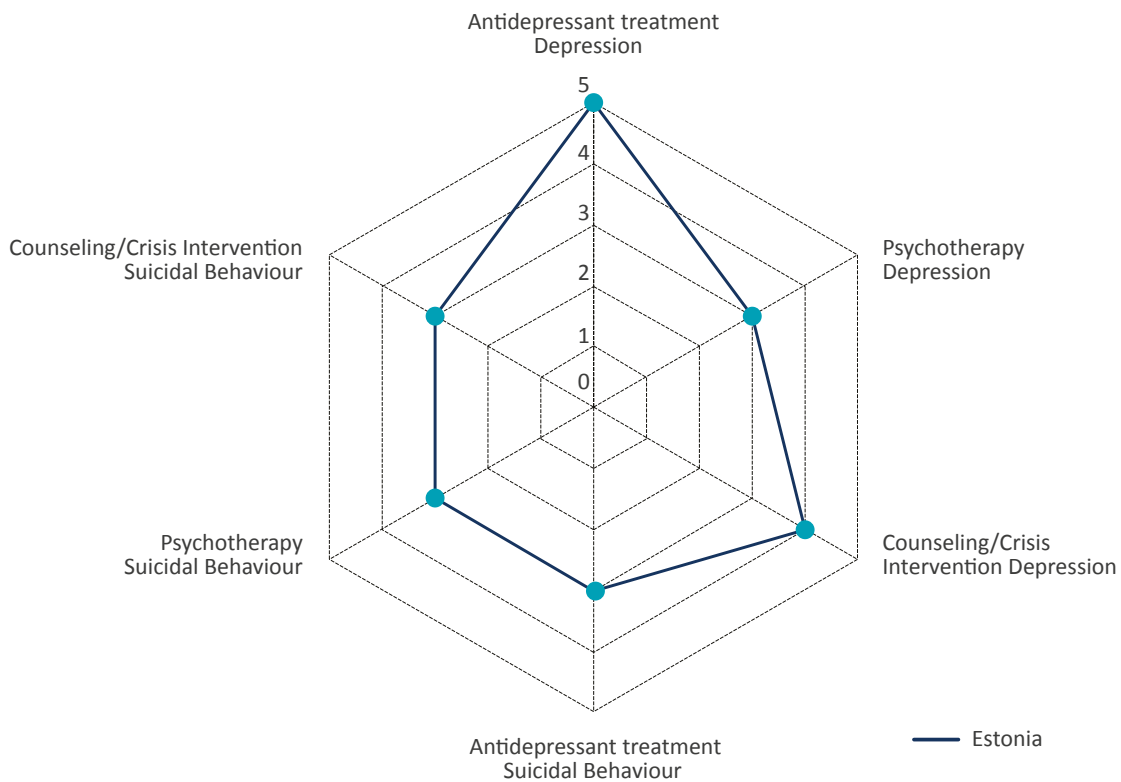 Antidepressant treatment
Depression
5
4
3
2
1
0
Counseling/Crisis Intervention
Suicidal Behaviour
Psychotherapy
Depression
Psychotherapy
Suicidal Behaviour
Counseling/Crisis
Intervention Depression
Antidepressant treatment
Suicidal Behaviour
Estonia